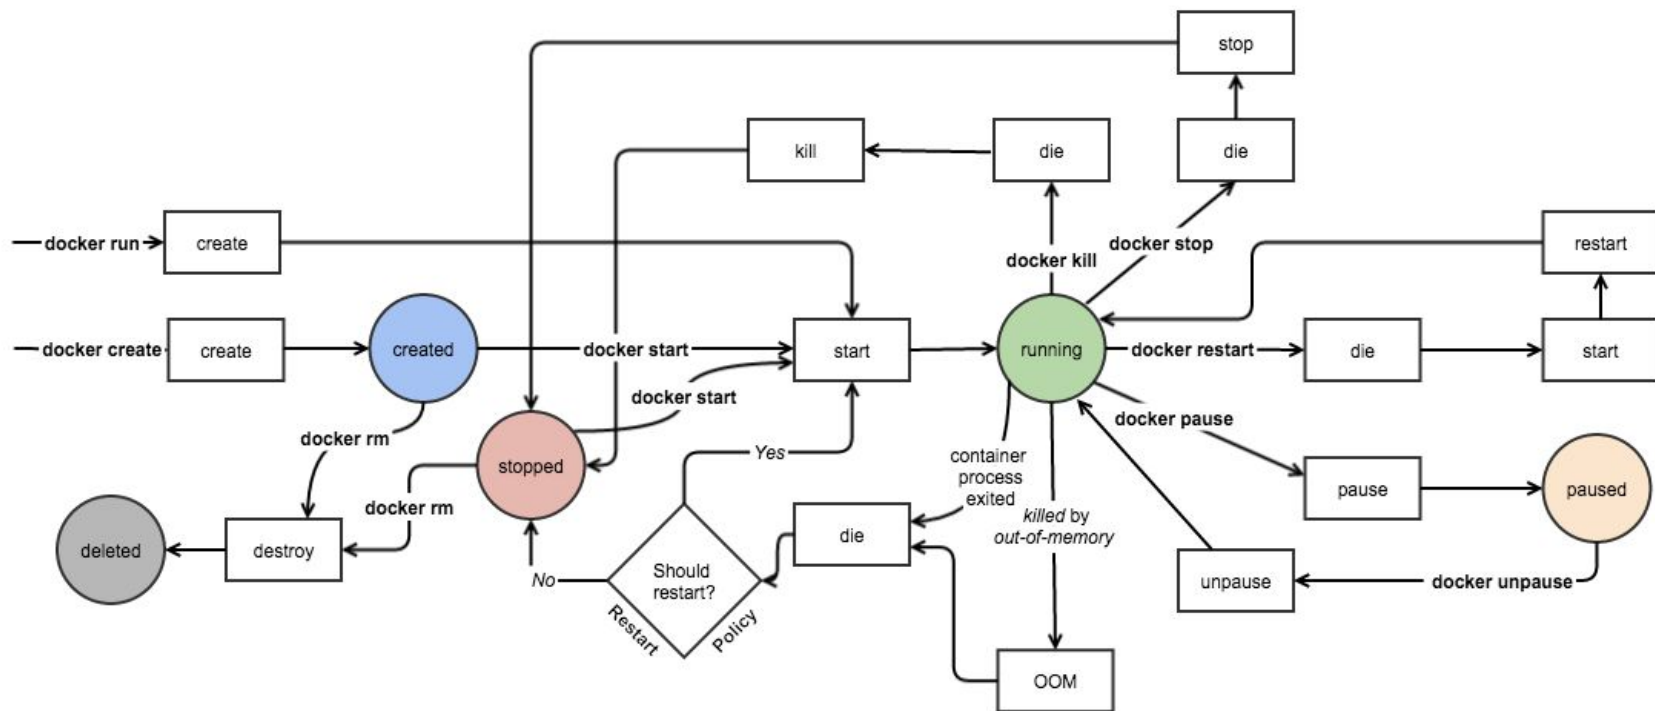 stop
kill
die
die
docker run
create
docker kill
docker stop
restart
docker create
create
created
docker start
start
running
docker restart
die
start
docker start
docker rm
docker pause
stopped
Yes
container
process
exited
pause
paused
docker rm
killed by
out-of-memory
deleted
destroy
die
No
Should
restart?
unpause
docker unpause
Restart
Policy
OOM